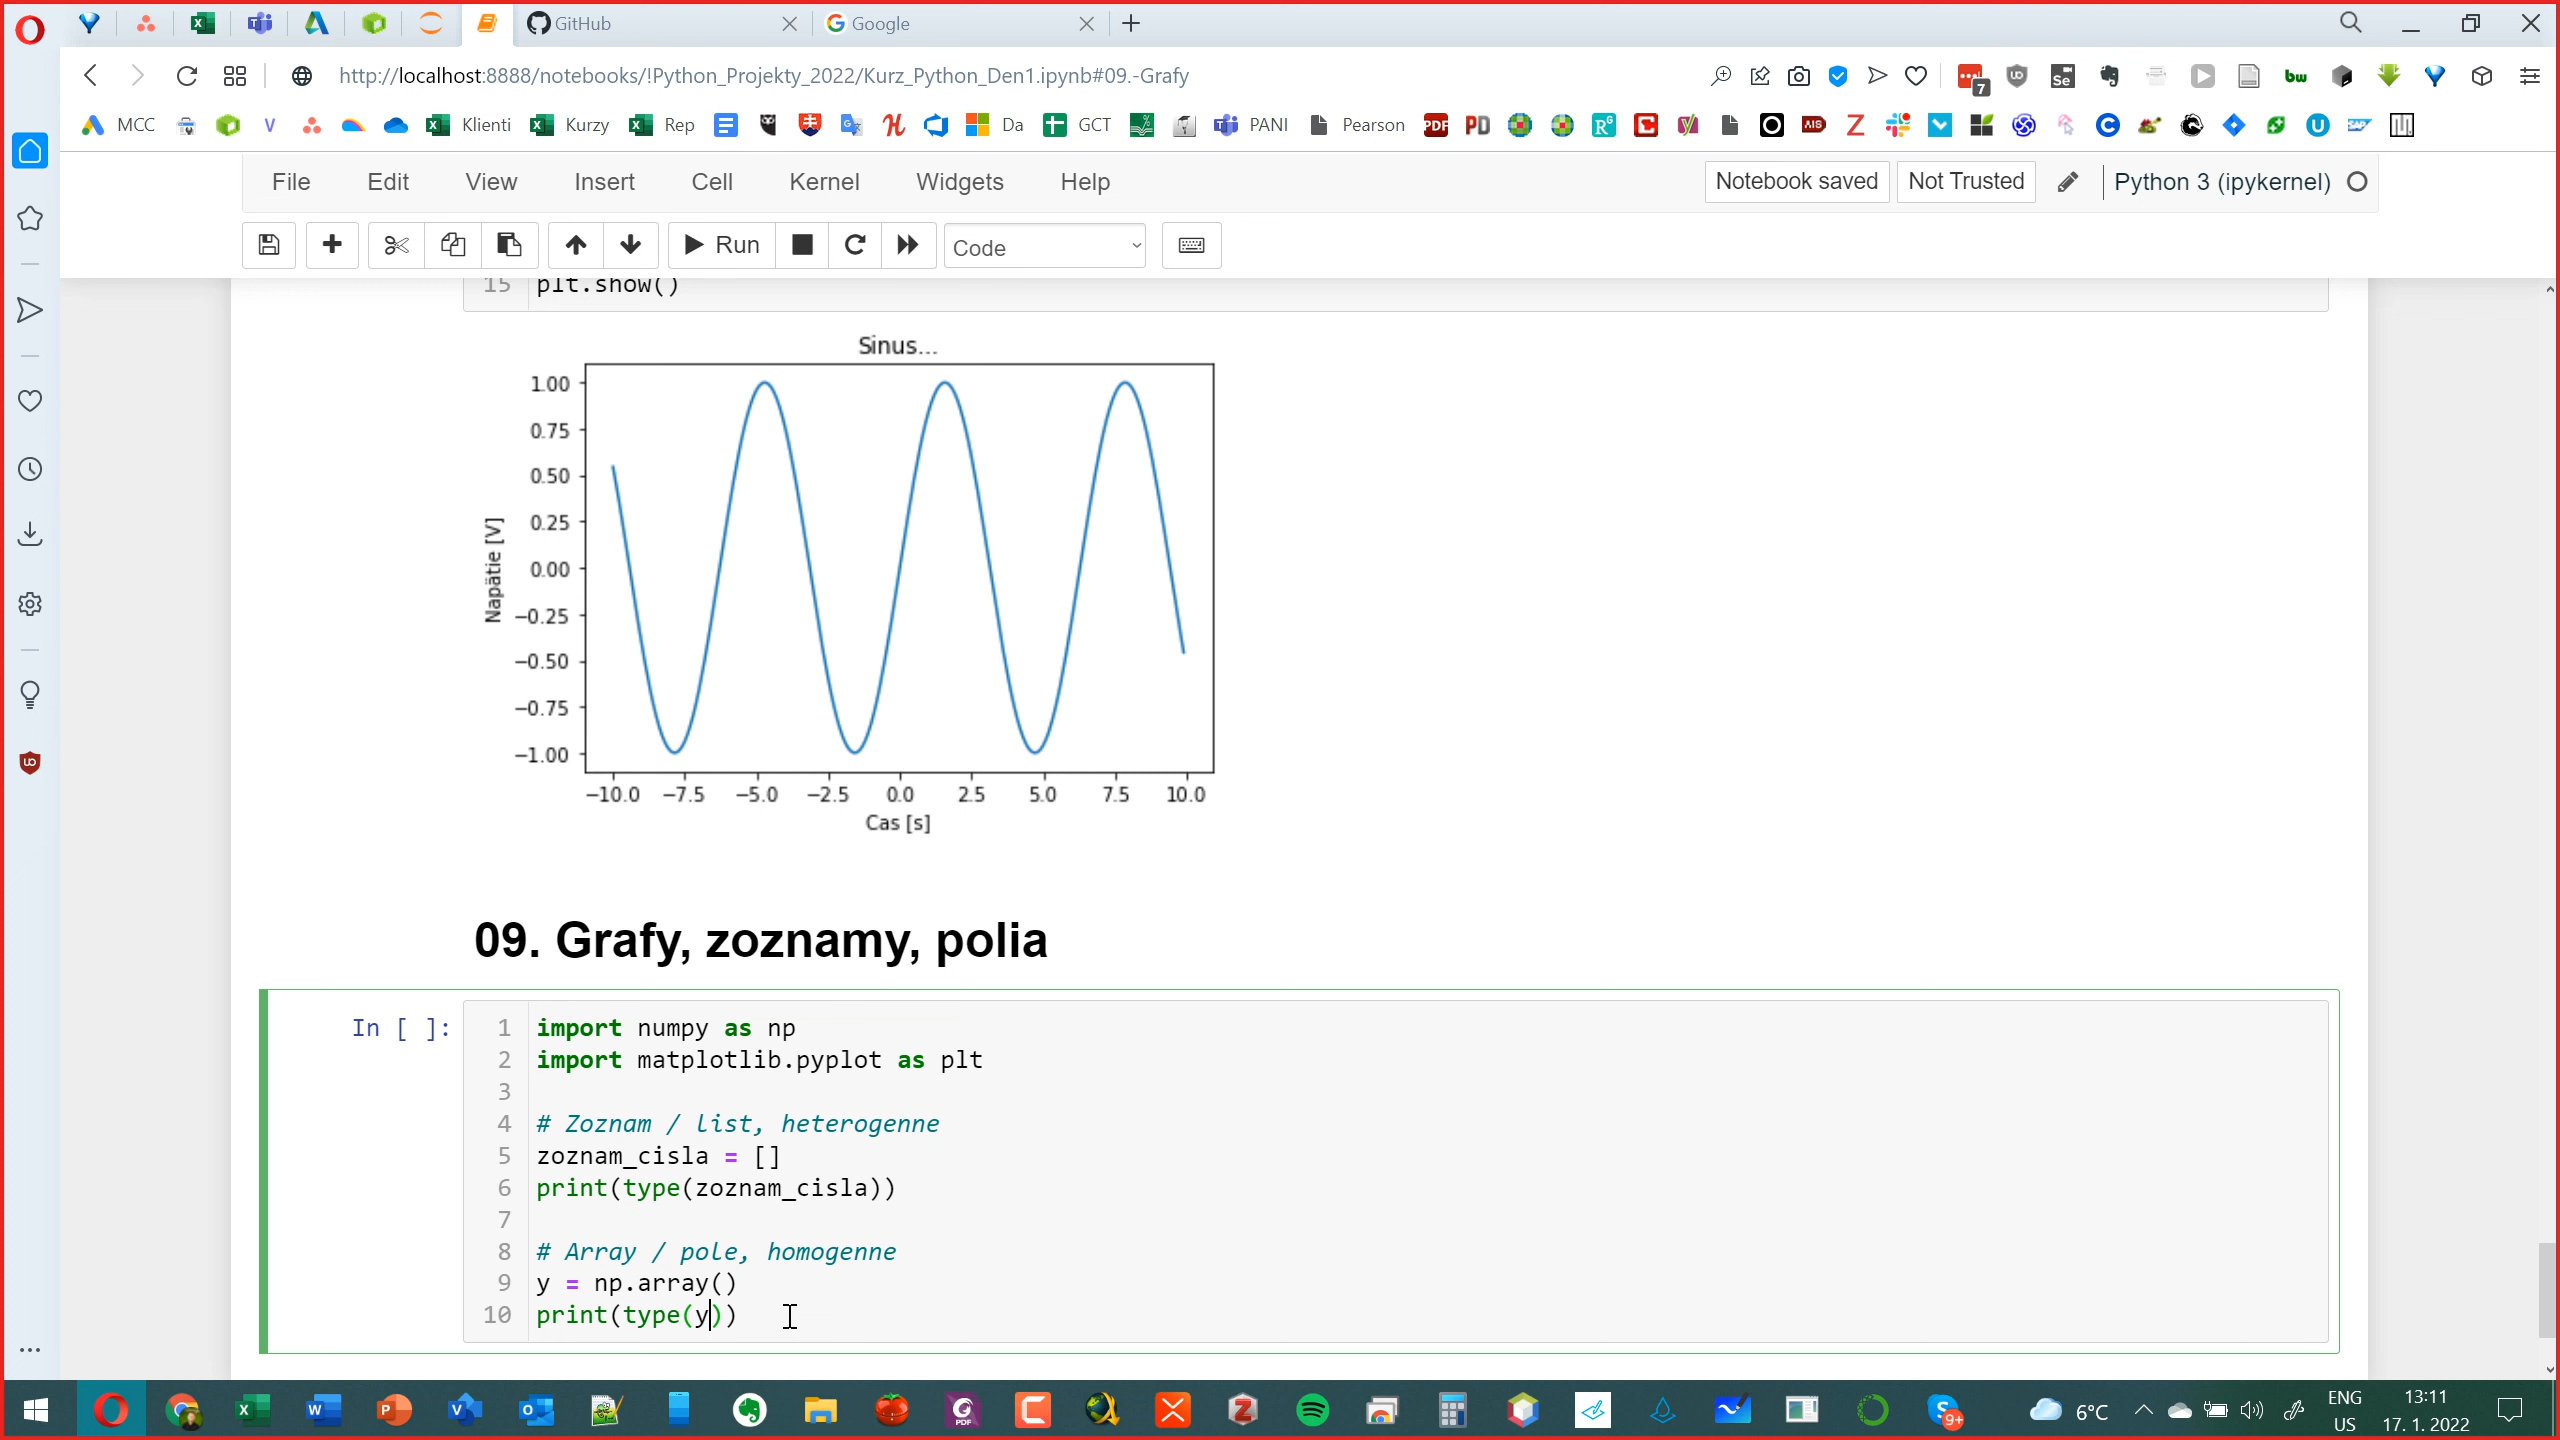 GitHub
Google
http://localhost:8888/notebooks/!Python_Projekty_2022/Kurz_Python_Den1.ipynb#09.-Grafy
7
MCC
Klienti
Kurzy
Rep
Da
GCT
PANI
Pearson
File Edit View Insert Cell Kernel Widgets Help
Notebook saved
Not Trusted
Python 3 (ipykernel)
Run
Code
15 plt.show()
Sinus...
1.00
0.75
0.50
0.25
0.00
−0.25
−0.50
−0.75
−1.00
Napätie [V]
−10.0 −7.5 −5.0 −2.5 0.0 2.5 5.0 7.5 10.0
Cas [s]
09. Grafy, zoznamy, polia
In [ ]:
1 import numpy as np
2 import matplotlib.pyplot as plt
3
4 # Zoznam / list, heterogenne
5 zoznam_cisla = []
6 print(type(zoznam_cisla))
7
8 # Array / pole, homogenne
9 y = np.array()
10 print(type(y))
9+
6°C
ENG
US
13:11
17. 1. 2022